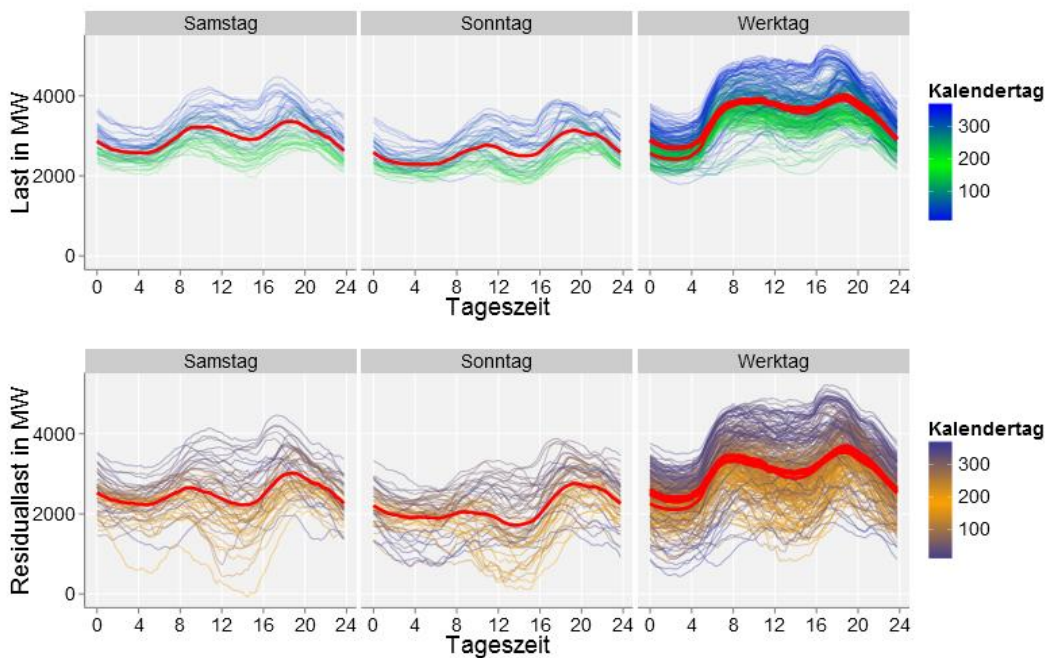 Samstag Sonntag Werktag
Last in MW
4000
2000
0
0 4 8 12 16 20 24 0 4 8 12 16 20 24 0 4 8 12 16 20 24
Tageszeit
Kalendertag
300
200
100
Samstag Sonntag Werktag
Residuallast in MW
4000
2000
0
0 4 8 12 16 20 24 0 4 8 12 16 20 24 0 4 8 12 16 20 24
Tageszeit
Kalendertag
300
200
100